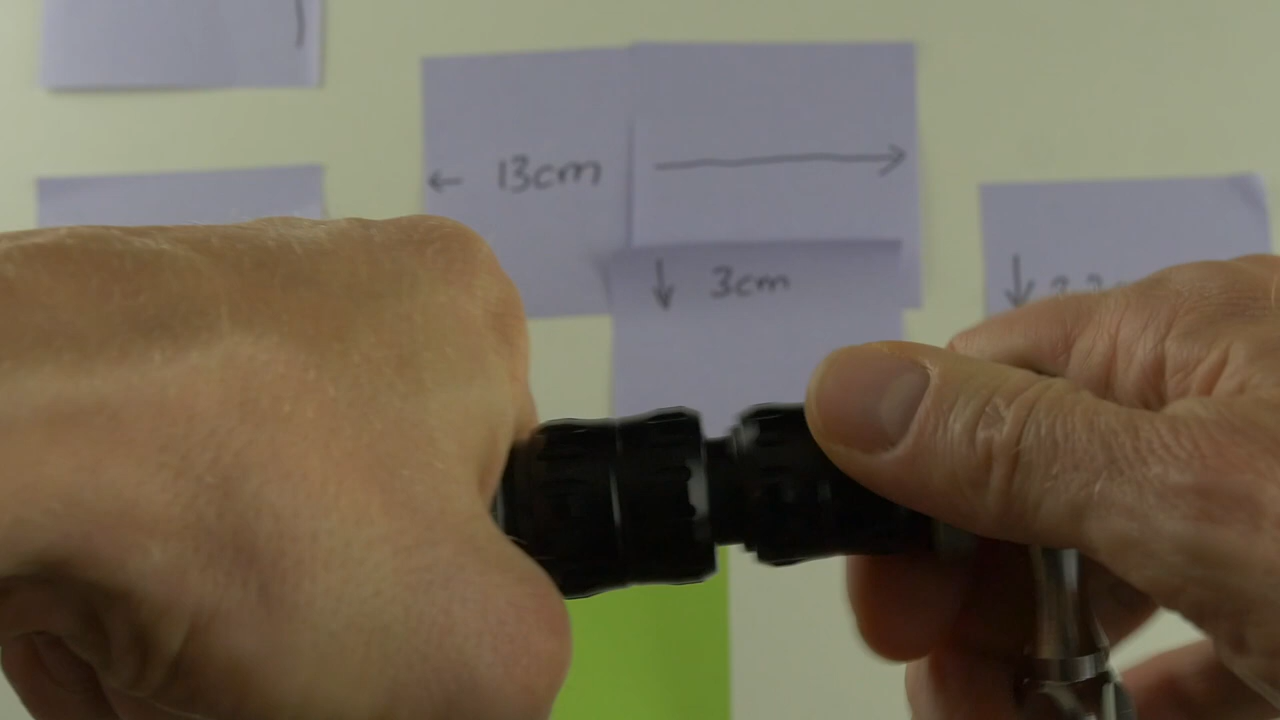 ← 13cm →
↓ 3cm
↓